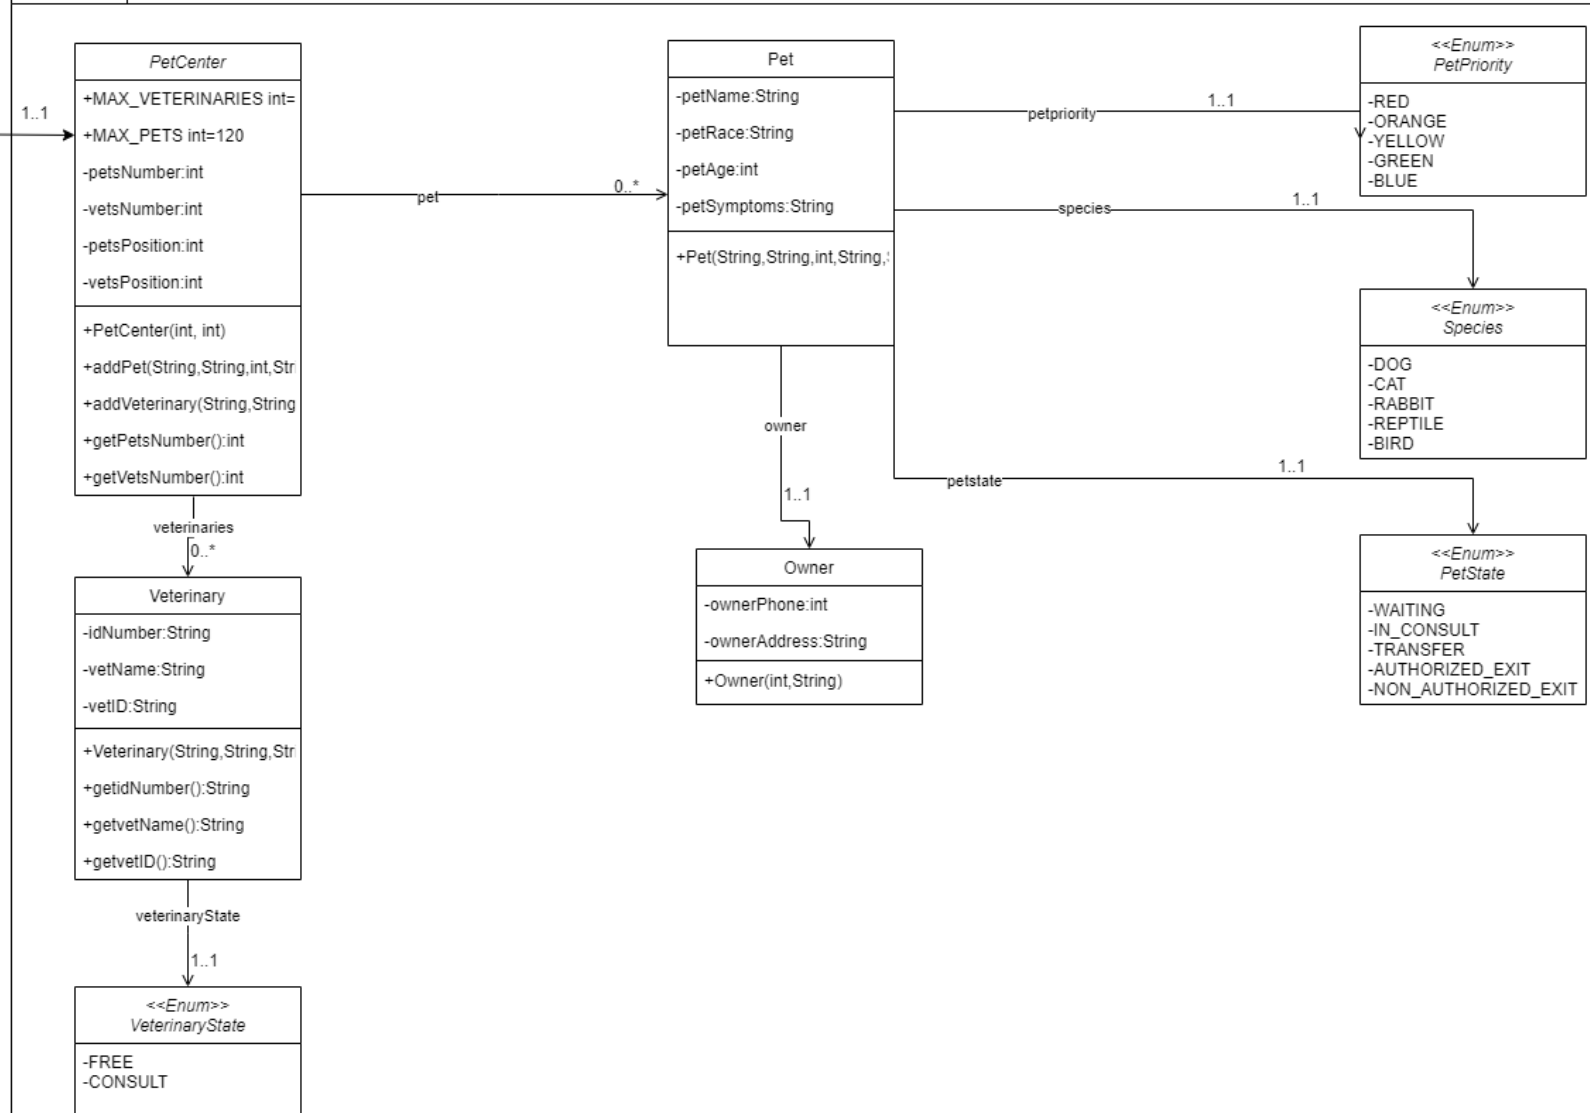 1..1
PetCenter
+MAX_VETERINARIES int=
+MAX_PETS int=120
-petsNumber:int
-vetsNumber:int
-petsPosition:int
-vetsPosition:int
+PetCenter(int, int)
+addPet(String,String,int,Str
+addVeterinary(String,String
+getPetsNumber():int
+getVetsNumber():int
pet
0..*
Pet
-petName:String
-petRace:String
-petAge:int
-petSymptoms:String
+Pet(String,String,int,String,
petpriority
1..1
<<Enum>>
PetPriority
-RED
-ORANGE
-YELLOW
-GREEN
-BLUE
species
1..1
<<Enum>>
Species
-DOG
-CAT
-RABBIT
-REPTILE
-BIRD
petstate
1..1
<<Enum>>
PetState
-WAITING
-IN_CONSULT
-TRANSFER
-AUTHORIZED_EXIT
-NON_AUTHORIZED_EXIT
owner
1..1
Owner
-ownerPhone:int
-ownerAddress:String
+Owner(int,String)
veterinaries
0..*
Veterinary
-idNumber:String
-vetName:String
-vetID:String
+Veterinary(String,String,Str
+getidNumber():String
+getvetName():String
+getvetID():String
veterinaryState
1..1
<<Enum>>
VeterinaryState
-FREE
-CONSULT